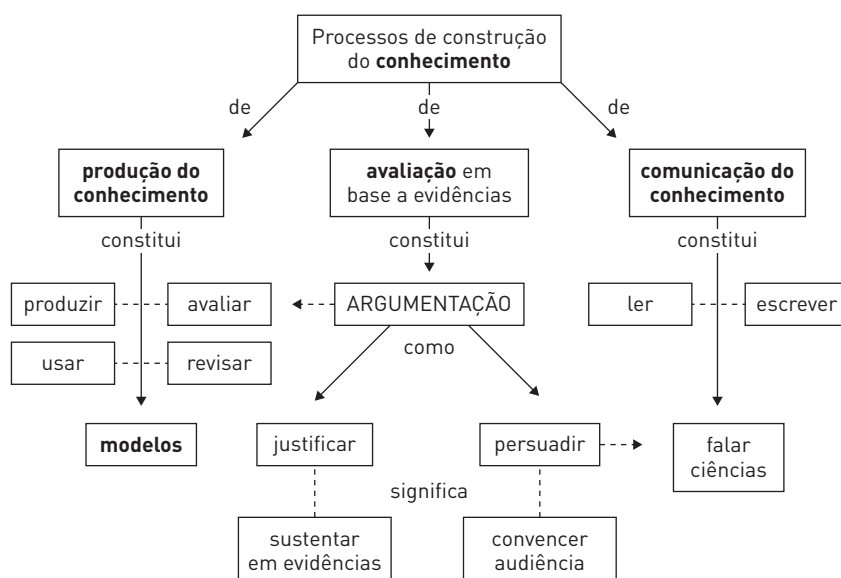 Processos de construção
do conhecimento
de
de
de
produção do
conhecimento
avaliação em
base a evidências
comunicação do
conhecimento
constitui
constitui
constitui
produzir
avaliar
ARGUMENTAÇÃO
ler
escrever
usar
revisar
como
modelos
justificar
persuadir
falar
ciências
significa
sustentar
em evidências
convencer
audiência